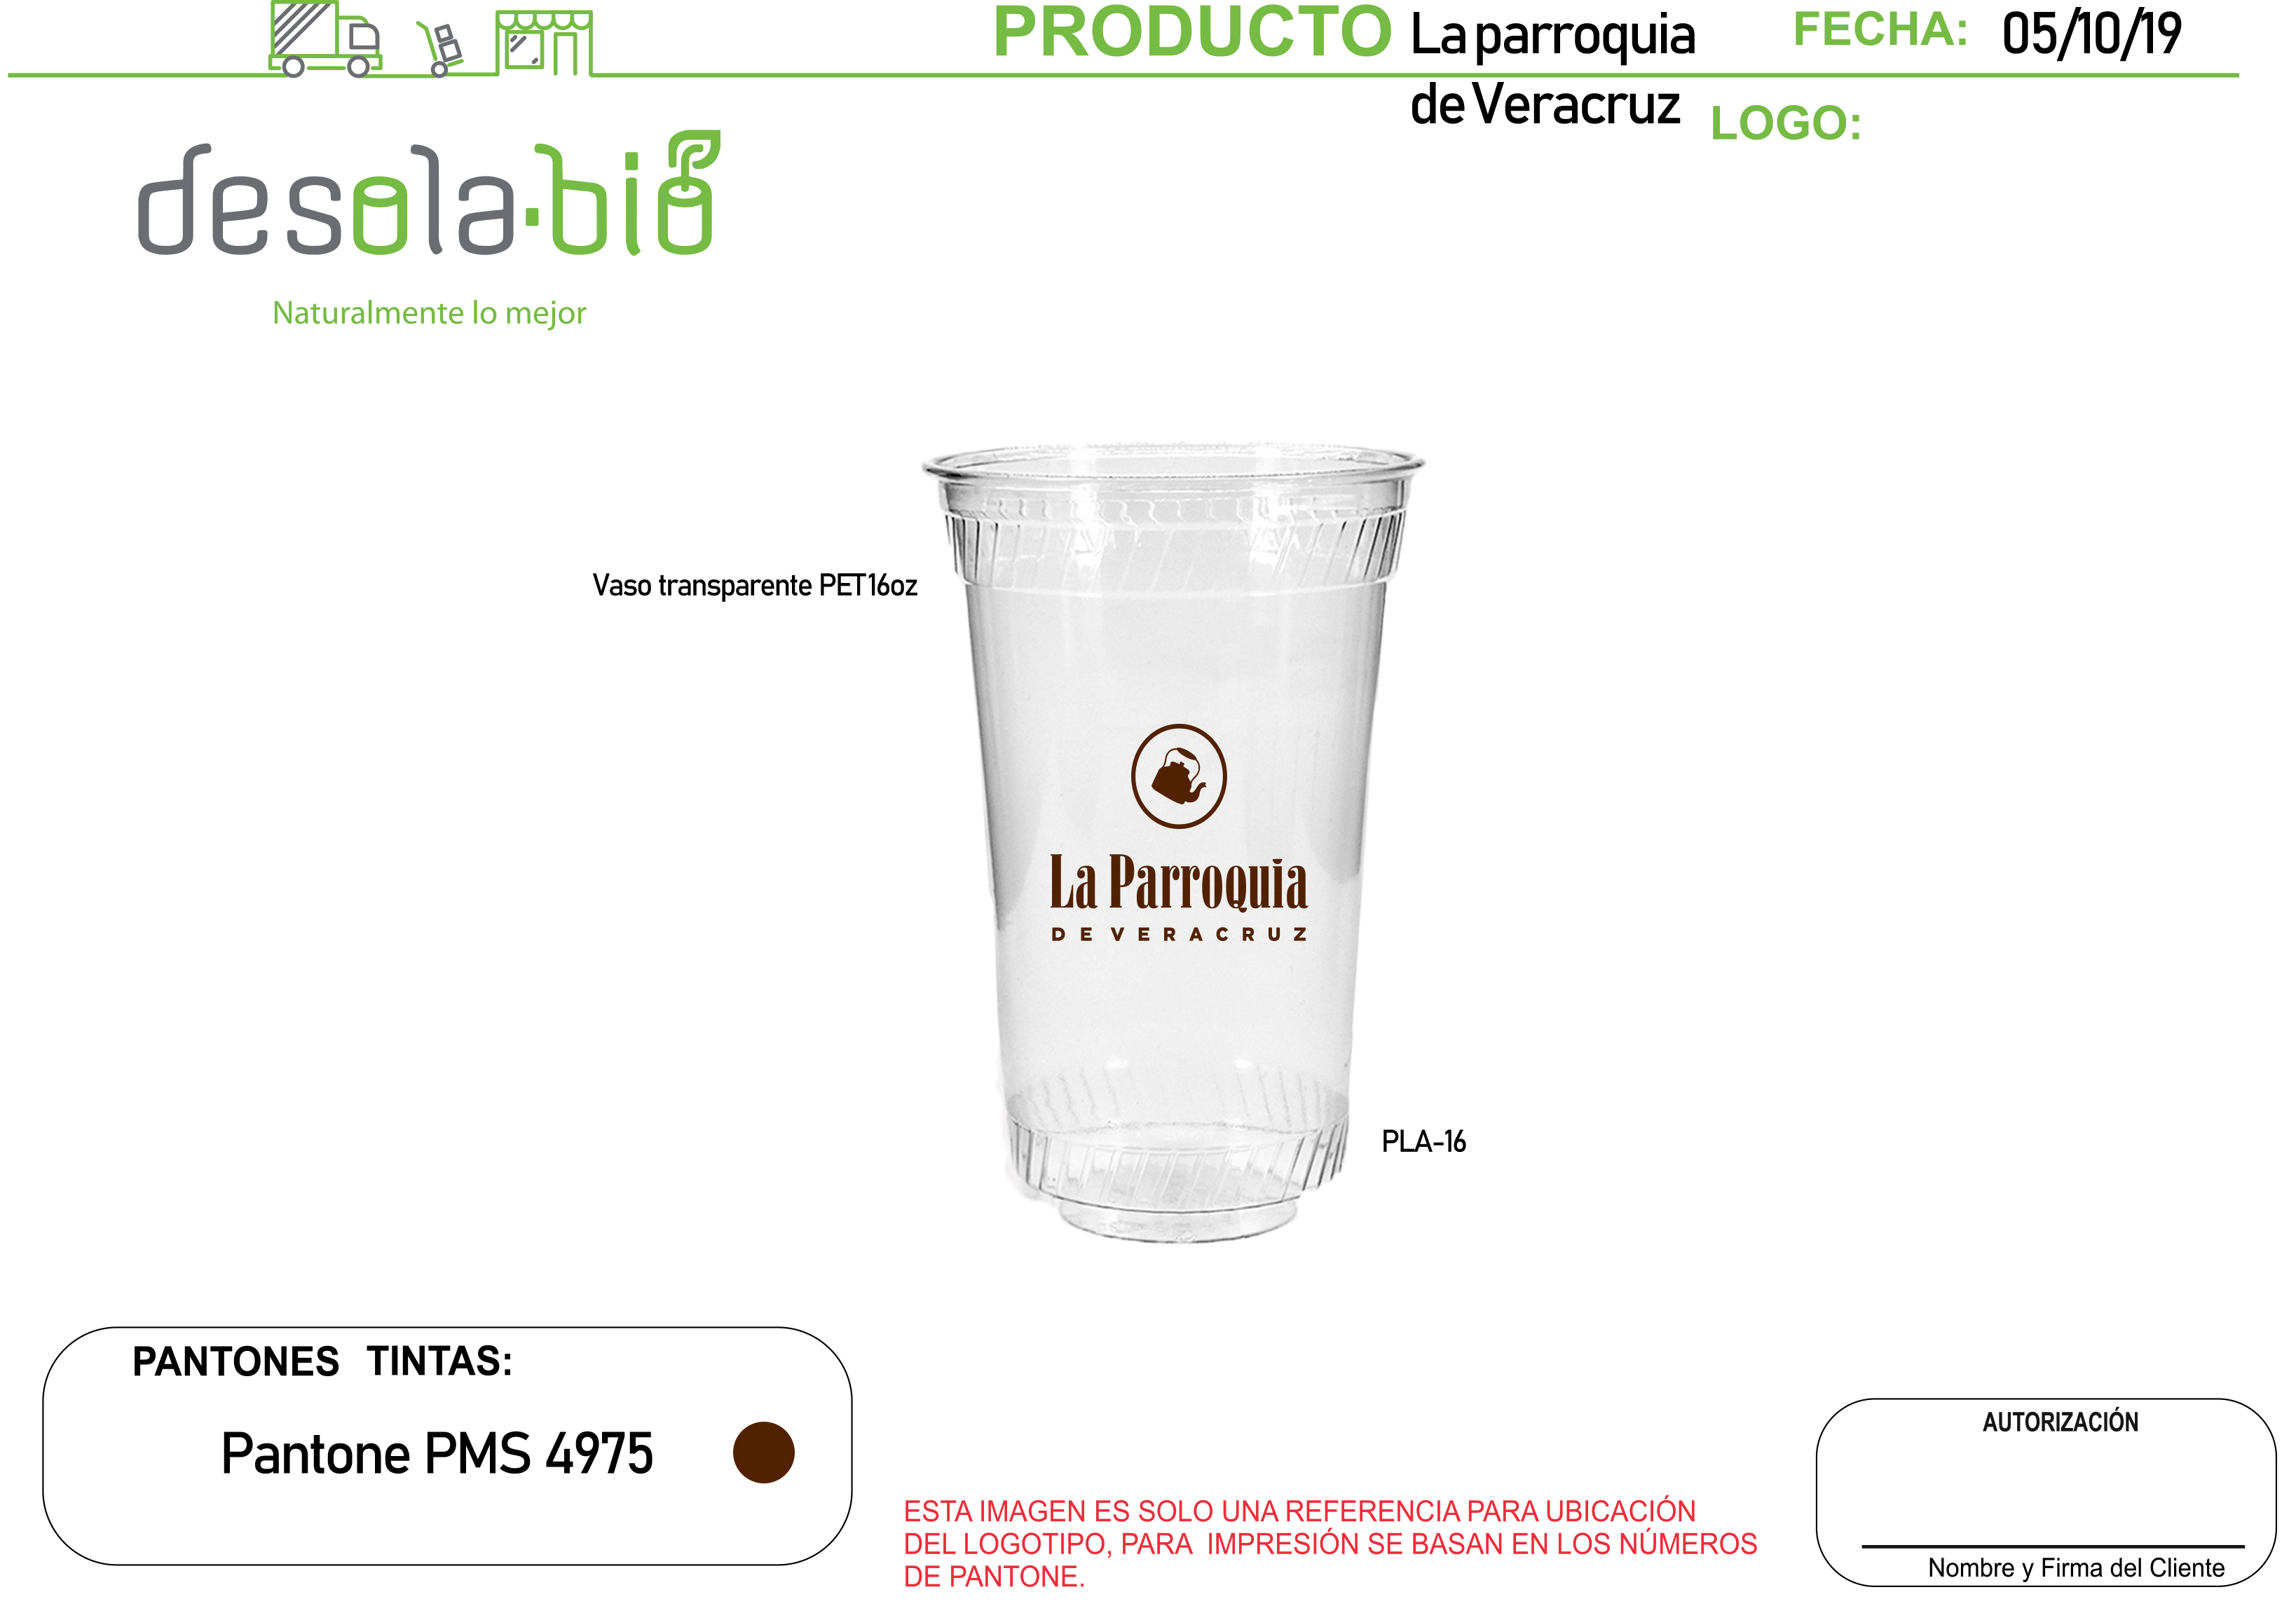 PRODUCTO La parroquia
de Veracruz
FECHA: 05/10/19
LOGO:
desola·bio
Naturalmente lo mejor
Vaso transparente PET16oz
La Parroquia
DE VERACRUZ
PLA-16
PANTONES TINTAS:
Pantone PMS 4975
ESTA IMAGEN ES SOLO UNA REFERENCIA PARA UBICACIÓN
DEL LOGOTIPO, PARA IMPRESIÓN SE BASAN EN LOS NÚMEROS
DE PANTONE.
AUTORIZACIÓN
Nombre y Firma del Cliente